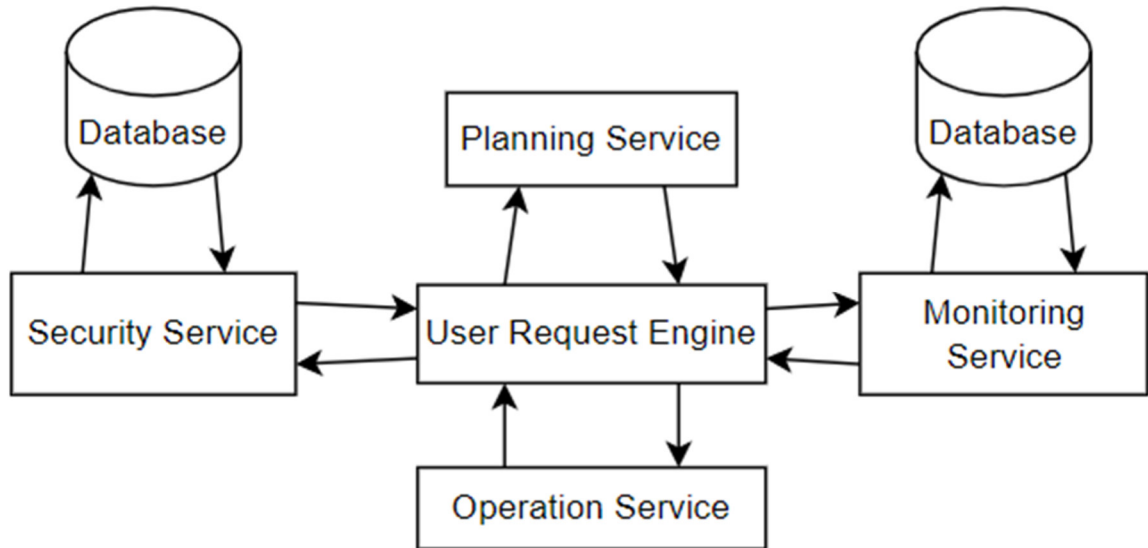 Database
Database
Planning Service
Security Service
User Request Engine
Monitoring
Service
Operation Service